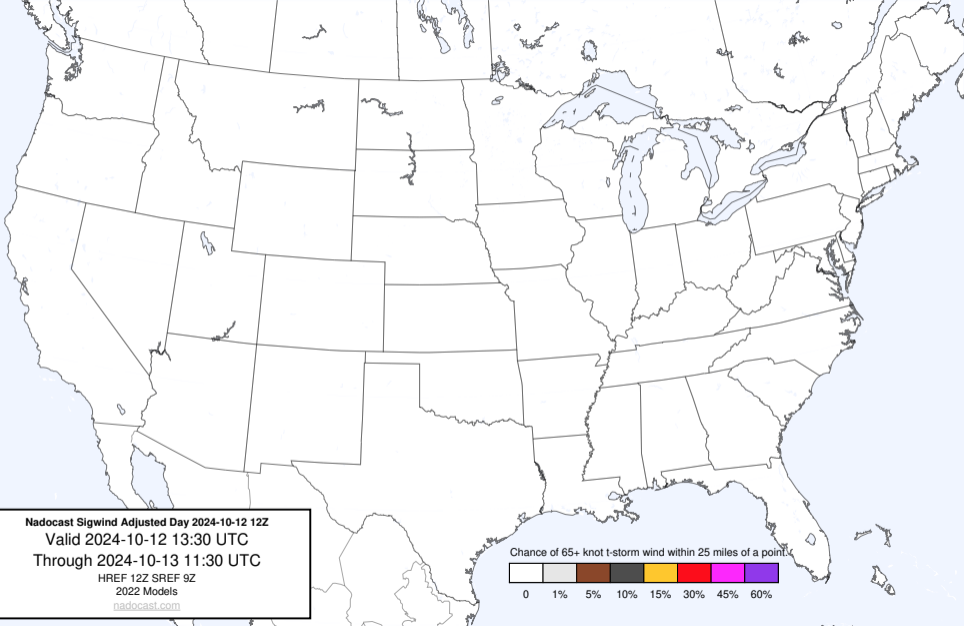 Nadocast Sigwind Adjusted Day 2024-10-12 12Z
Valid 2024-10-12 13:30 UTC
Through 2024-10-13 11:30 UTC
HREF 12Z SREF 9Z
2022 Models
nadocast.com
Chance of 65+ knot t-storm wind within 25 miles of a point.
0 1% 5% 10% 15% 30% 45% 60%